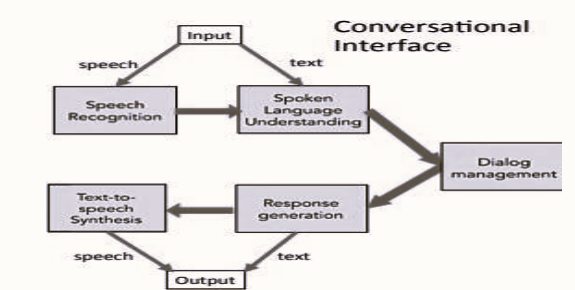 Conversational
Interface
Input
speech
text
Speech
Recognition
Spoken
Language
Understanding
Dialog
management
Text-to-
speech
Synthesis
Response
generation
speech
text
Output